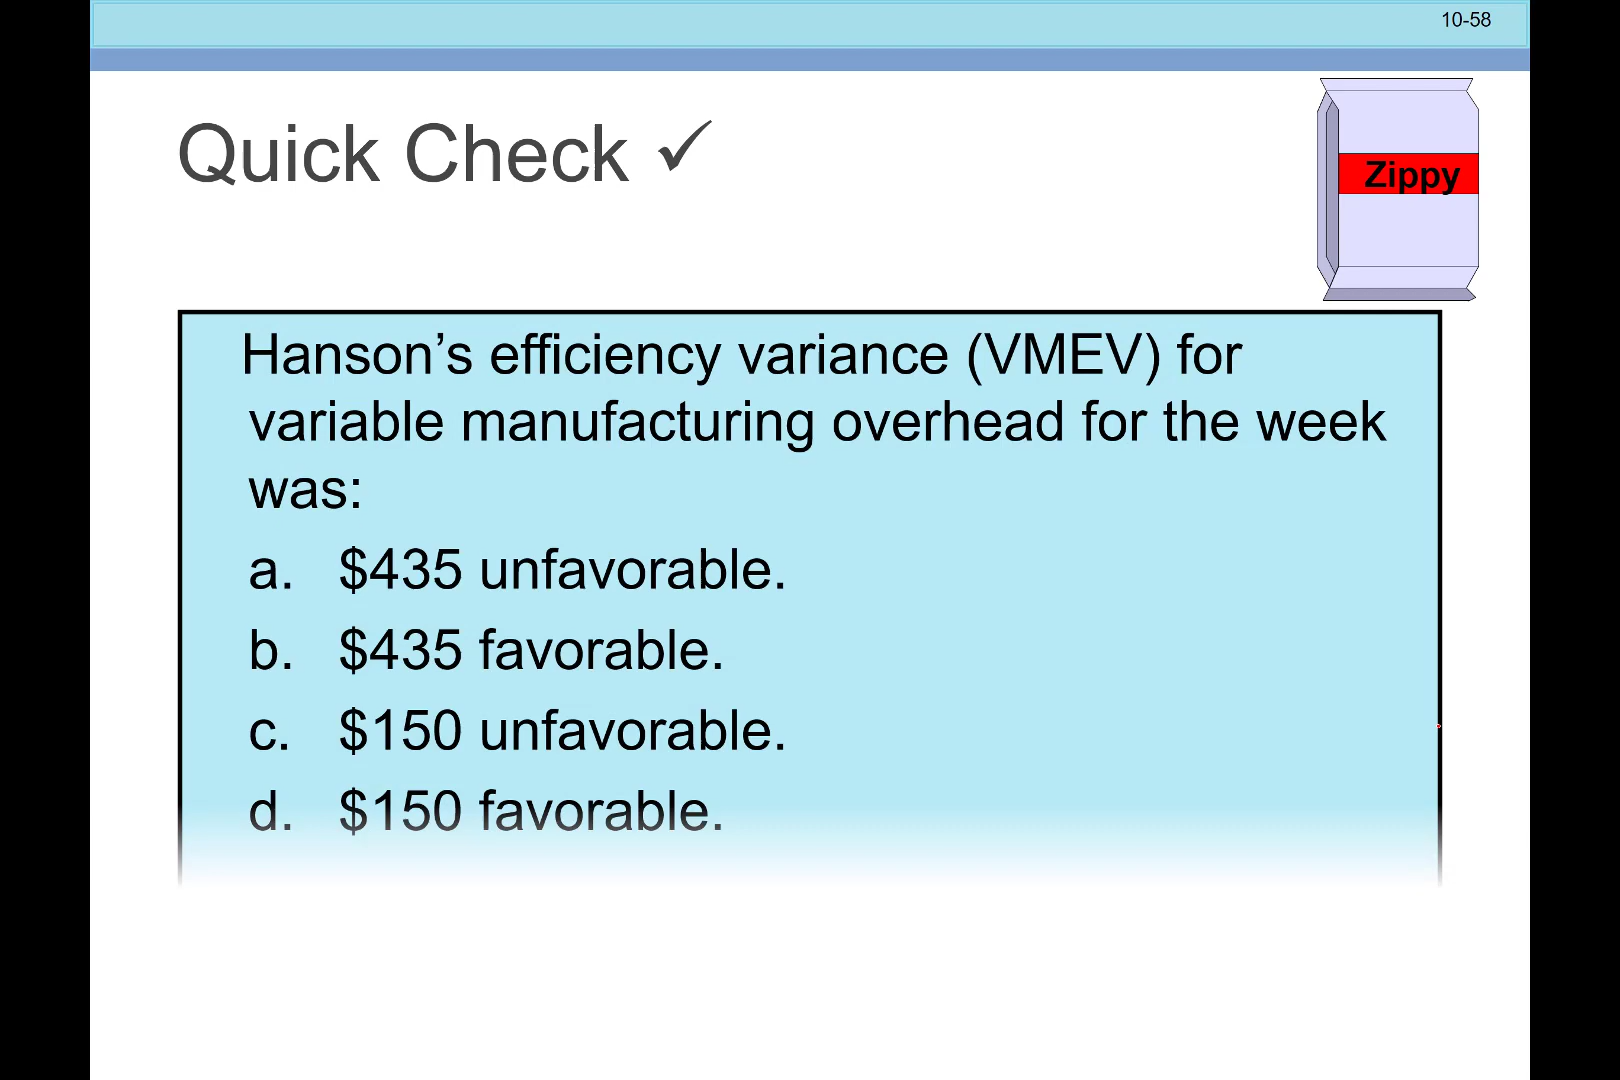 10-58
Quick Check ✓
Zippy
Hanson’s efficiency variance (VMEV) for
variable manufacturing overhead for the week
was:
a. $435 unfavorable.
b. $435 favorable.
c. $150 unfavorable.
d. $150 favorable.